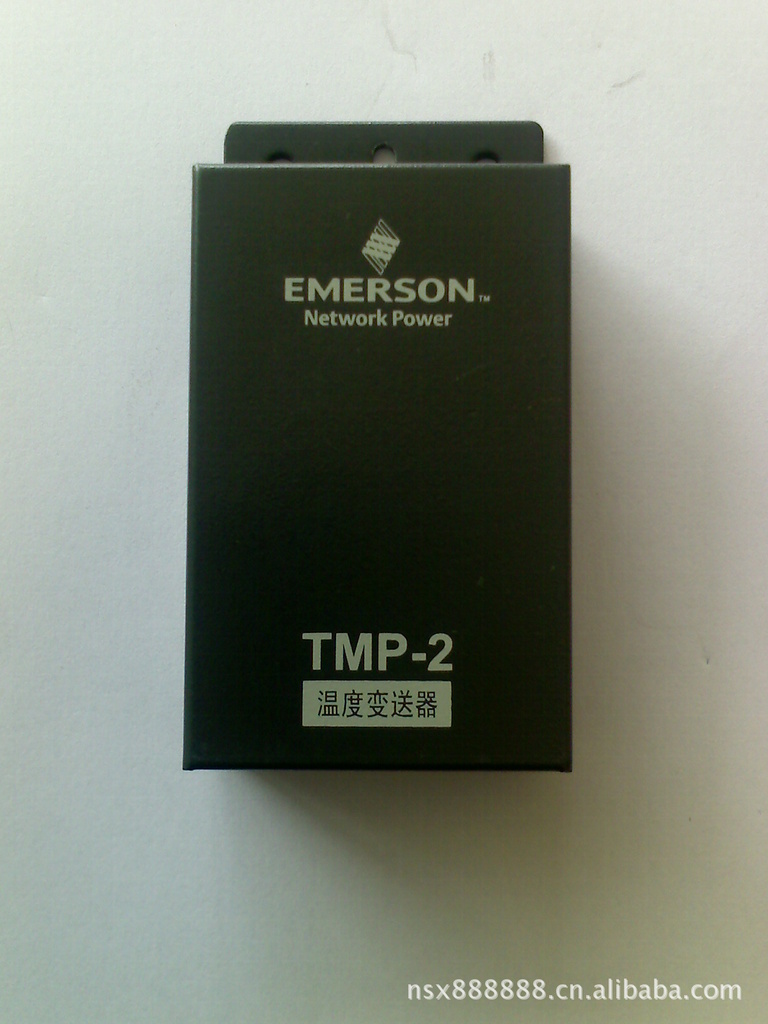 EMERSON™
Network Power
TMP-2
温度变送器
nsx888888.cn.alibaba.com